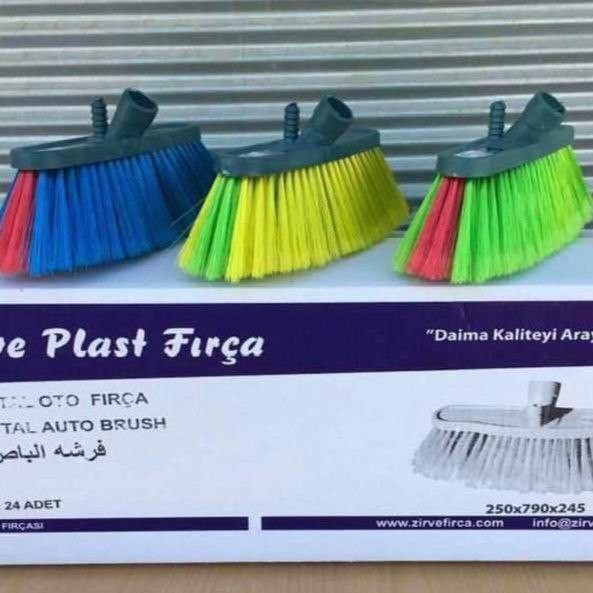 ve Plast Fırça
"Daima Kaliteyi Aray
TAL OTO FIRÇA
TAL AUTO BRUSH
فرشه الباص
24 ADET
FIRÇASI
250x790x245
www.zirvefirca.com info@zirv